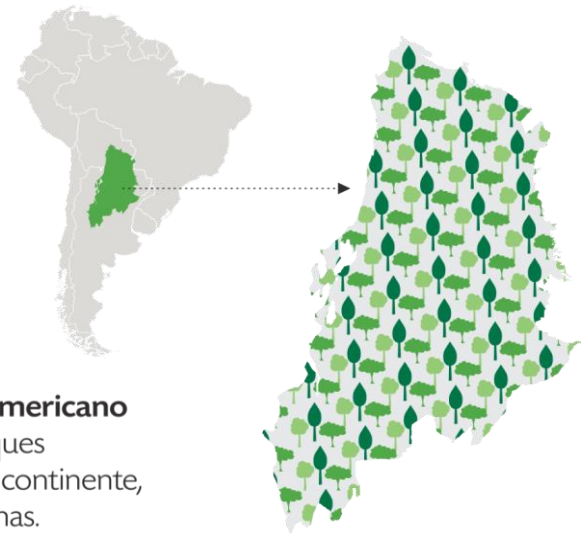 mericano
ques
continente,
nas.